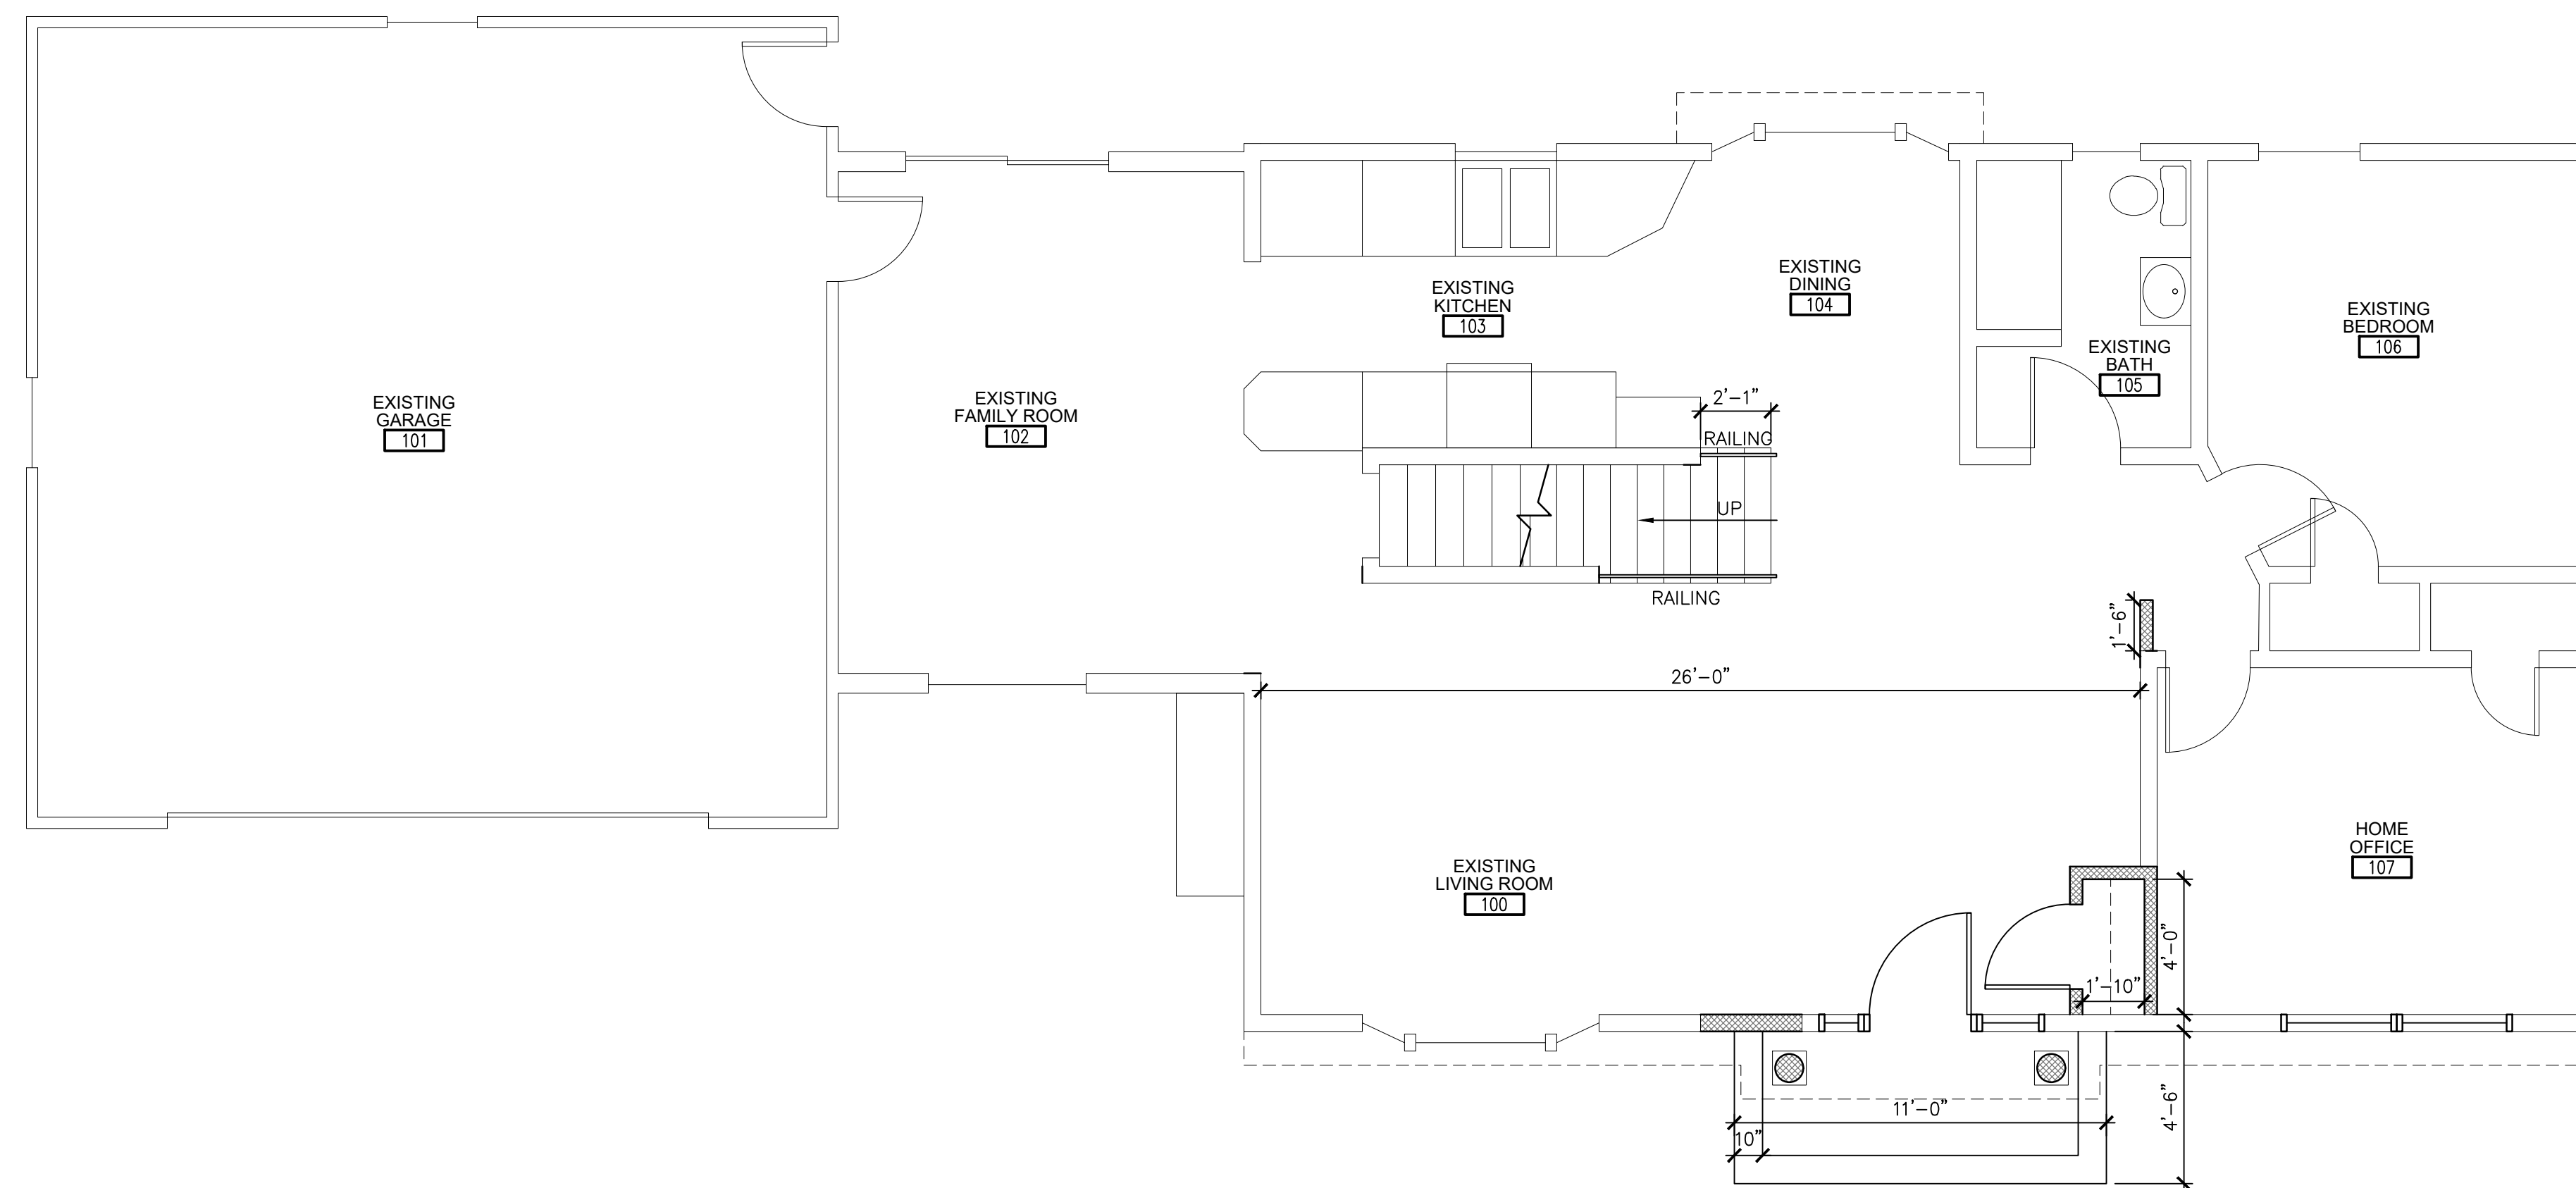 EXISTING
DINING
104
EXISTING
KITCHEN
103
EXISTING
BEDROOM
106
EXISTING
BATH
105
EXISTING
GARAGE
101
EXISTING
FAMILY ROOM
102
2'-1"
RAILING
UP
RAILING
1'-6"
26'-0"
HOME
OFFICE
107
EXISTING
LIVING ROOM
100
4'-0"
1'-10"
11'-0"
4'-6"
10"